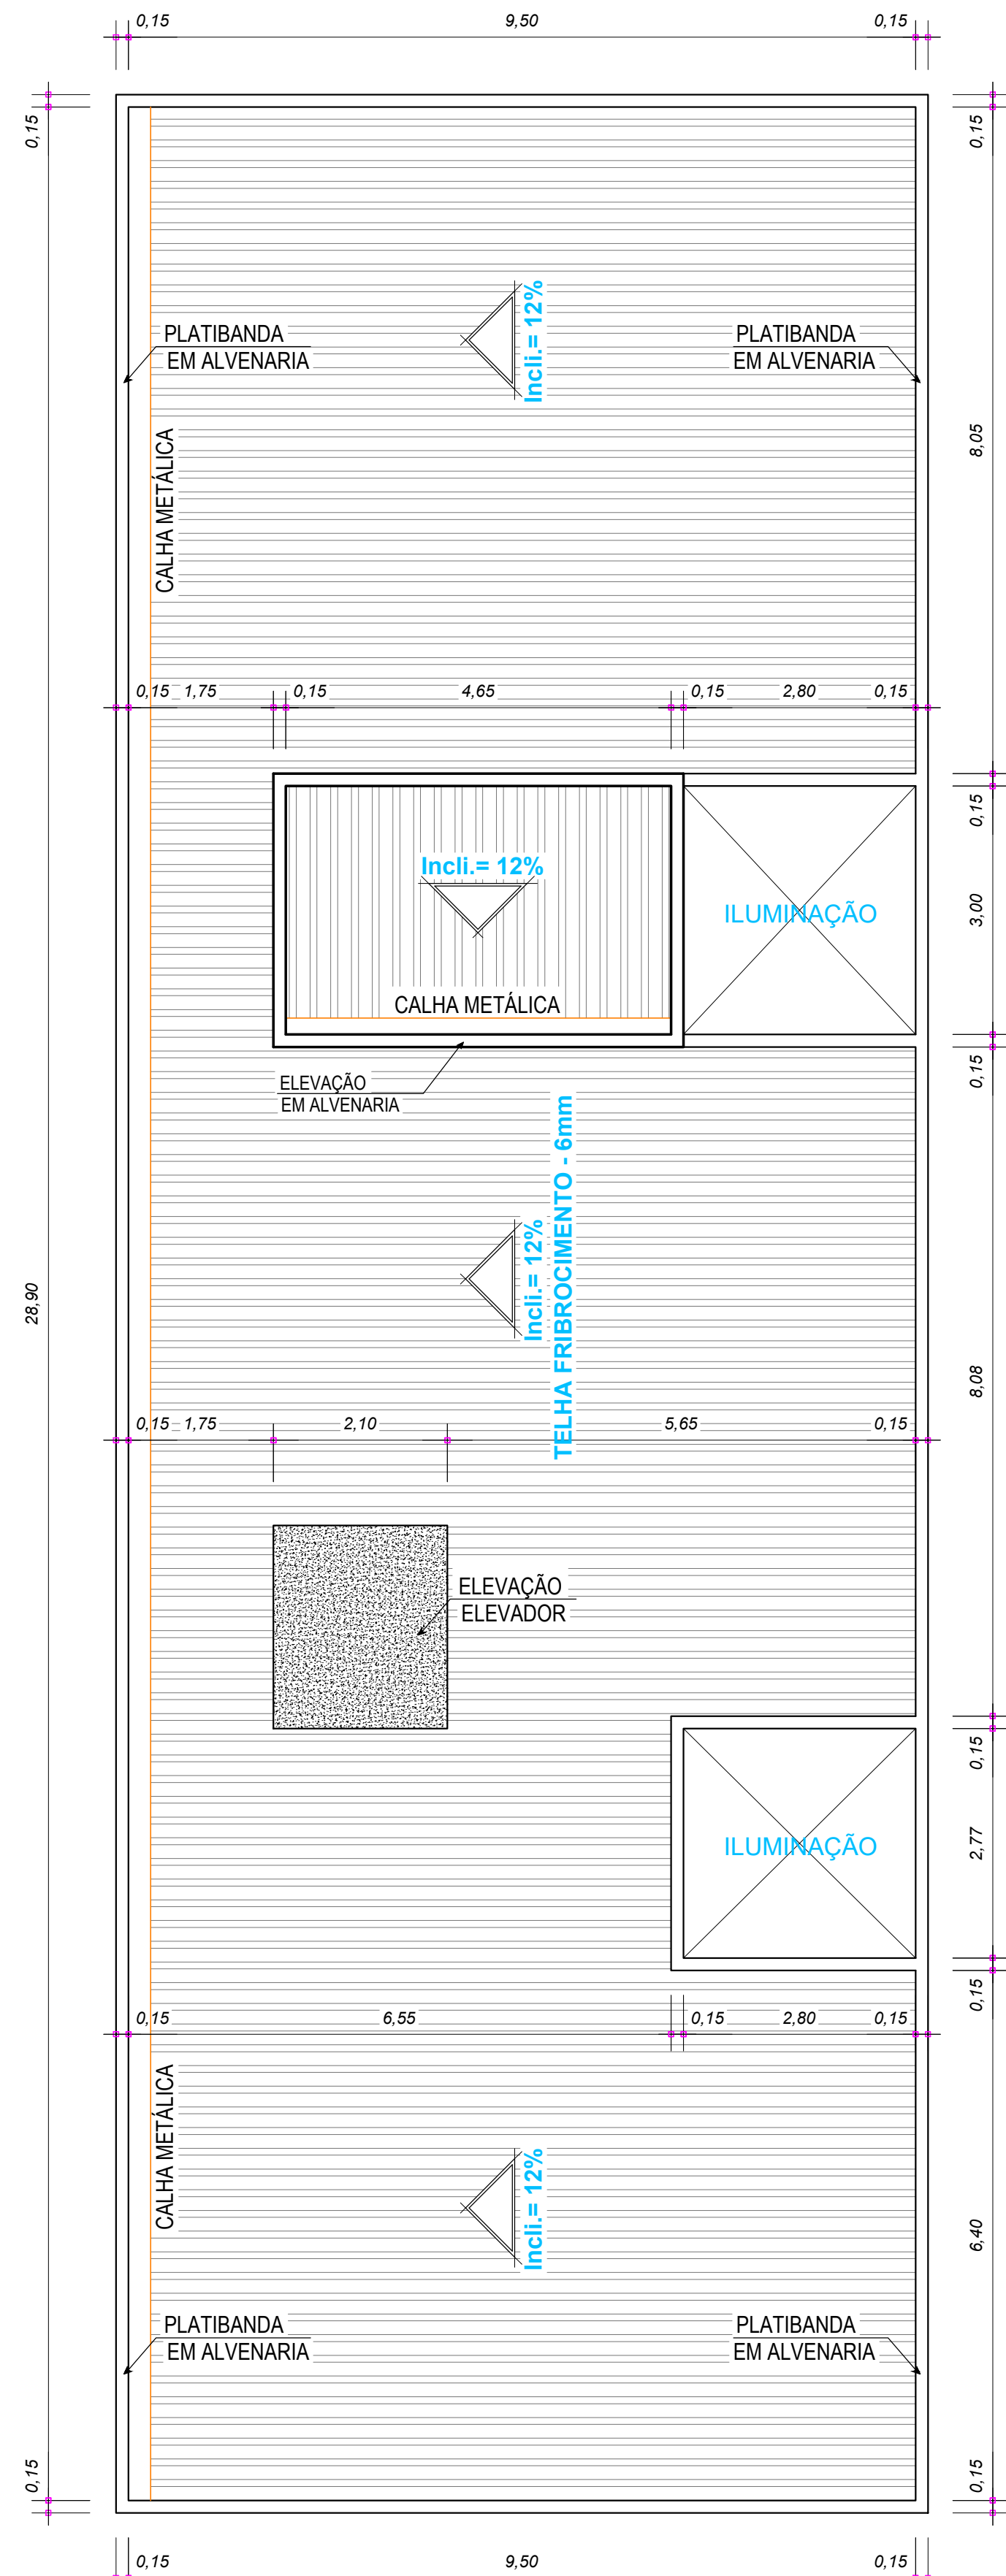 0,15 9,50 0,15
0,15
0,15
PLATIBANDA
EM ALVENARIA
Incli.= 12%
PLATIBANDA
EM ALVENARIA
CALHA METÁLICA
8,05
0,15 1,75 0,15 4,65 0,15 2,80 0,15
0,15
Incli.= 12%
ILUMINAÇÃO
3,00
CALHA METÁLICA
0,15
ELEVAÇÃO
EM ALVENARIA
TELHA FRIBROCIMENTO - 6mm
Incli.= 12%
28,90
8,08
0,15 1,75 2,10 5,65 0,15
ELEVAÇÃO
ELEVADOR
0,15
ILUMINAÇÃO
2,77
0,15
0,15 6,55 0,15 2,80 0,15
CALHA METÁLICA
Incli.= 12%
6,40
PLATIBANDA
EM ALVENARIA
PLATIBANDA
EM ALVENARIA
0,15
0,15
0,15 9,50 0,15